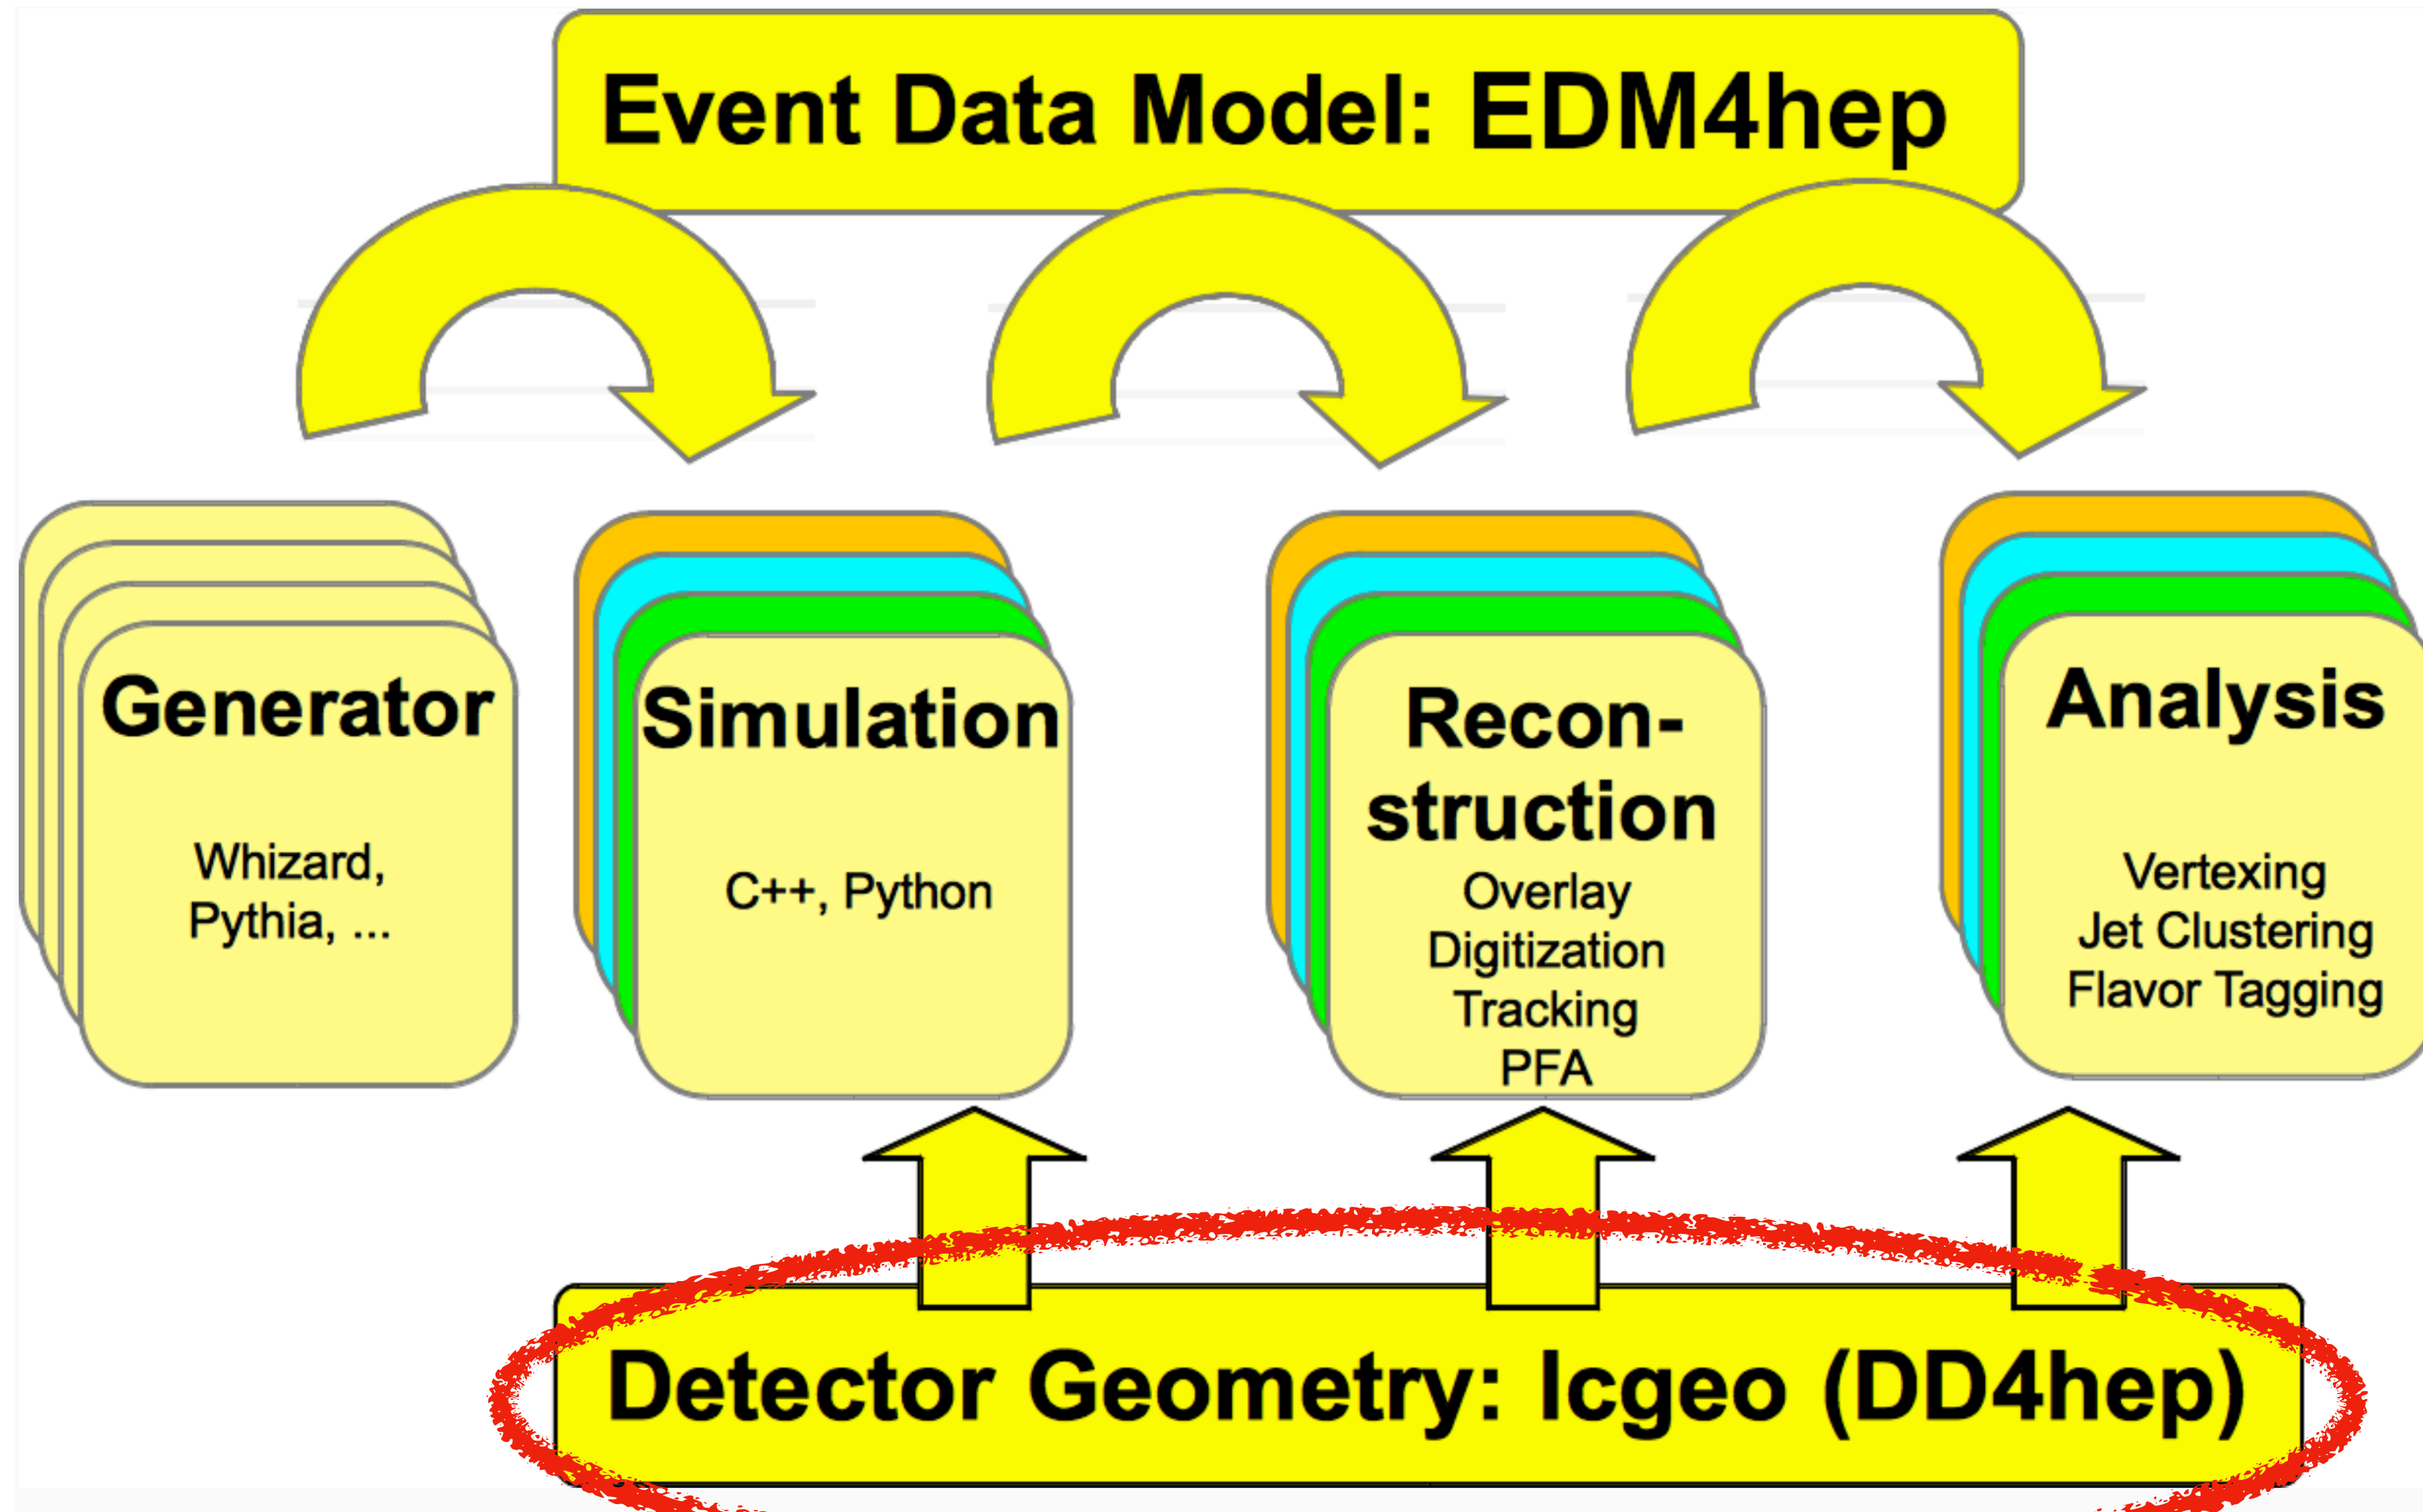 Event Data Model: EDM4hep
Generator
Whizard,
Pythia, ...
Simulation
C++, Python
Recon-
struction
Overlay
Digitization
Tracking
PFA
Analysis
Vertexing
Jet Clustering
Flavor Tagging
Detector Geometry: lcgeo (DD4hep)